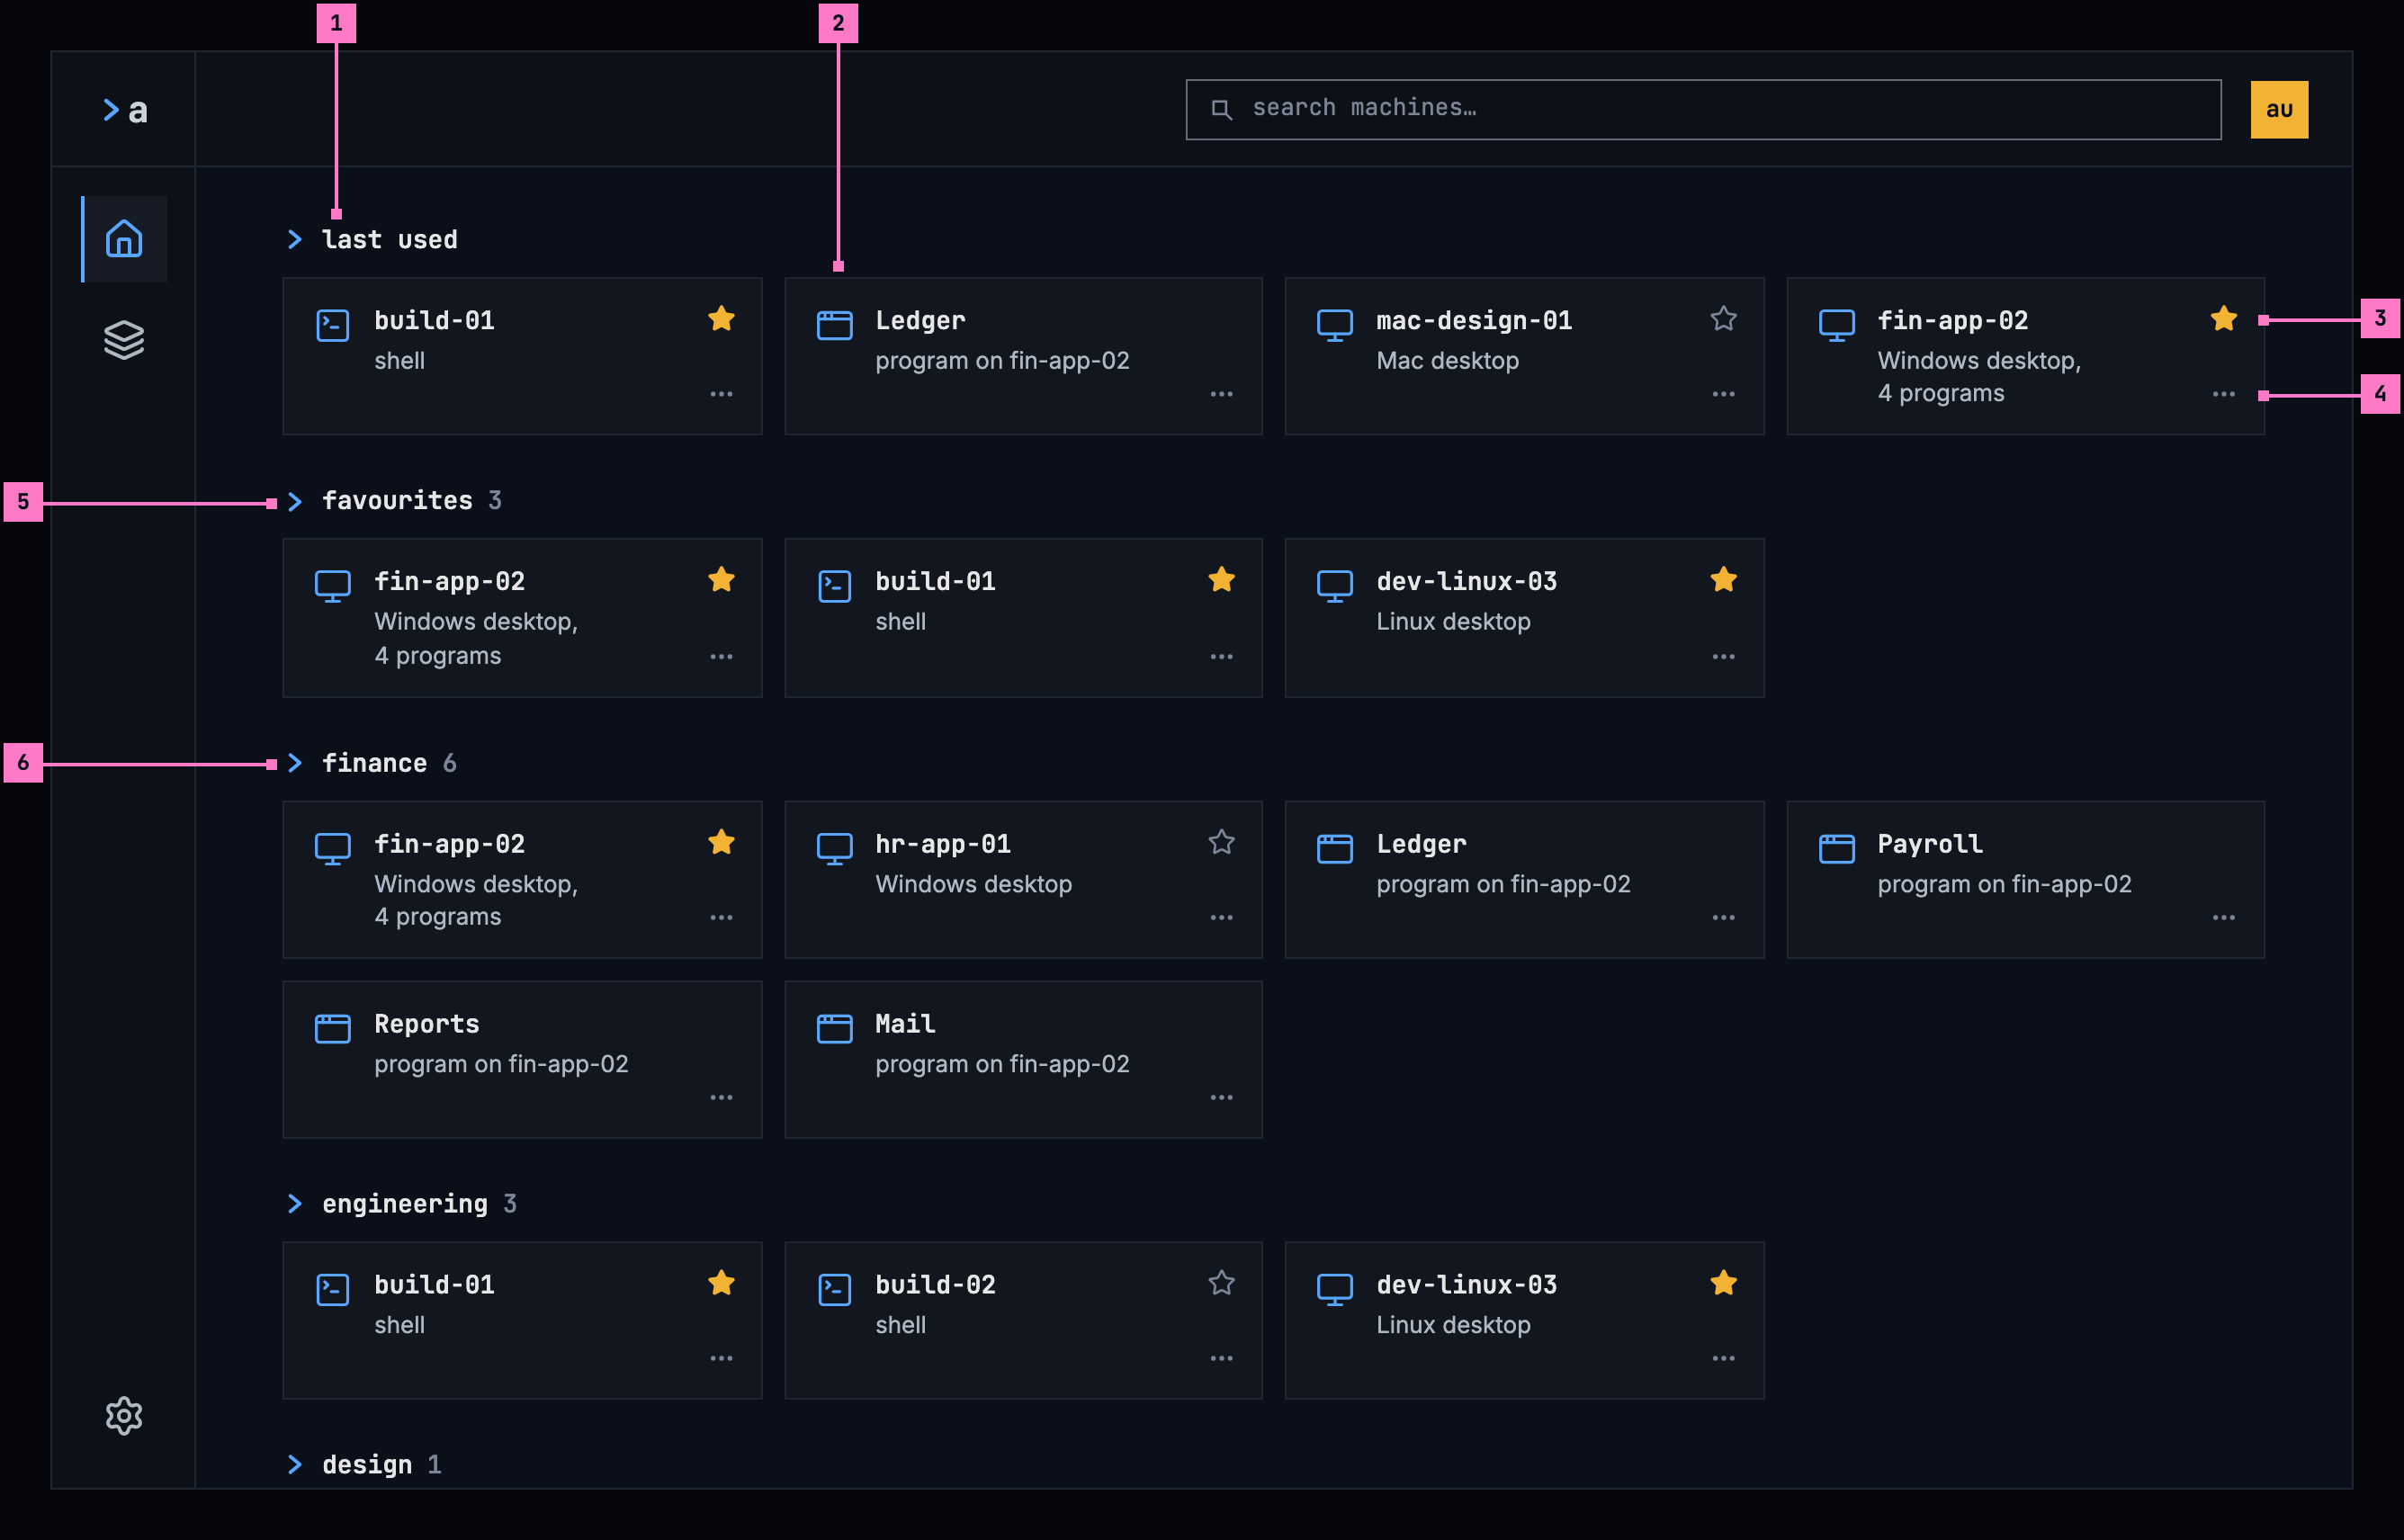 1
2
>a
search machines…
au
last used
build-01
shell
Ledger
program on fin-app-02
mac-design-01
Mac desktop
fin-app-02
Windows desktop,
4 programs
3
4
5
favourites 3
fin-app-02
Windows desktop,
4 programs
build-01
shell
dev-linux-03
Linux desktop
6
finance 6
fin-app-02
Windows desktop,
4 programs
hr-app-01
Windows desktop
Ledger
program on fin-app-02
Payroll
program on fin-app-02
Reports
program on fin-app-02
Mail
program on fin-app-02
engineering 3
build-01
shell
build-02
shell
dev-linux-03
Linux desktop
design 1